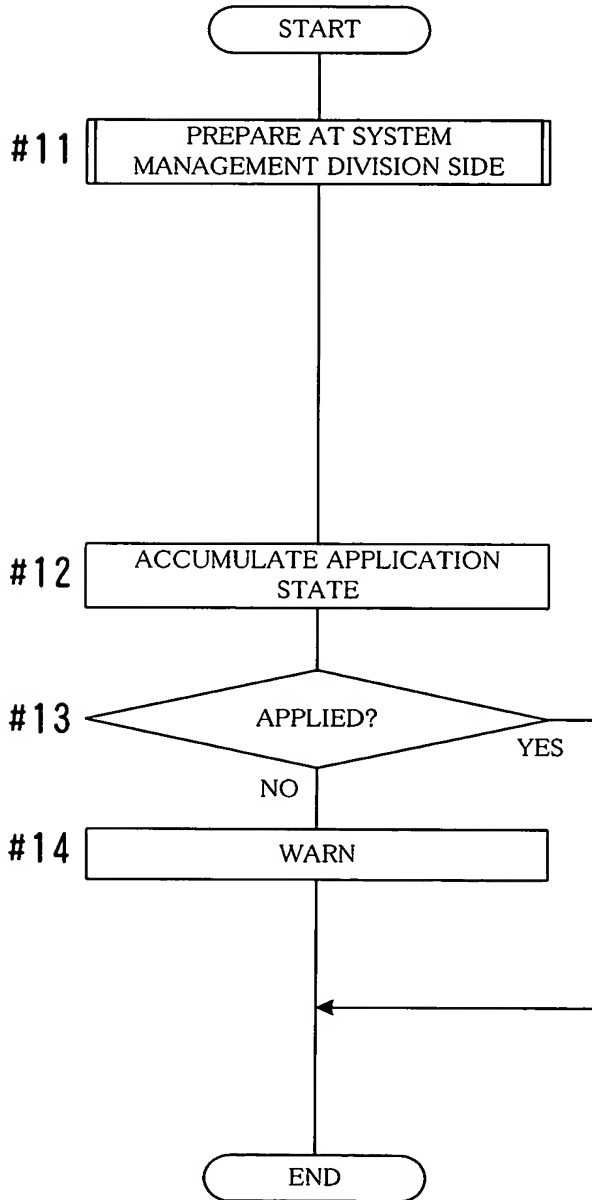 START
#11
PREPARE AT SYSTEM
MANAGEMENT DIVISION SIDE
#12
ACCUMULATE APPLICATION
STATE
#13
APPLIED?
YES
NO
#14
WARN
END